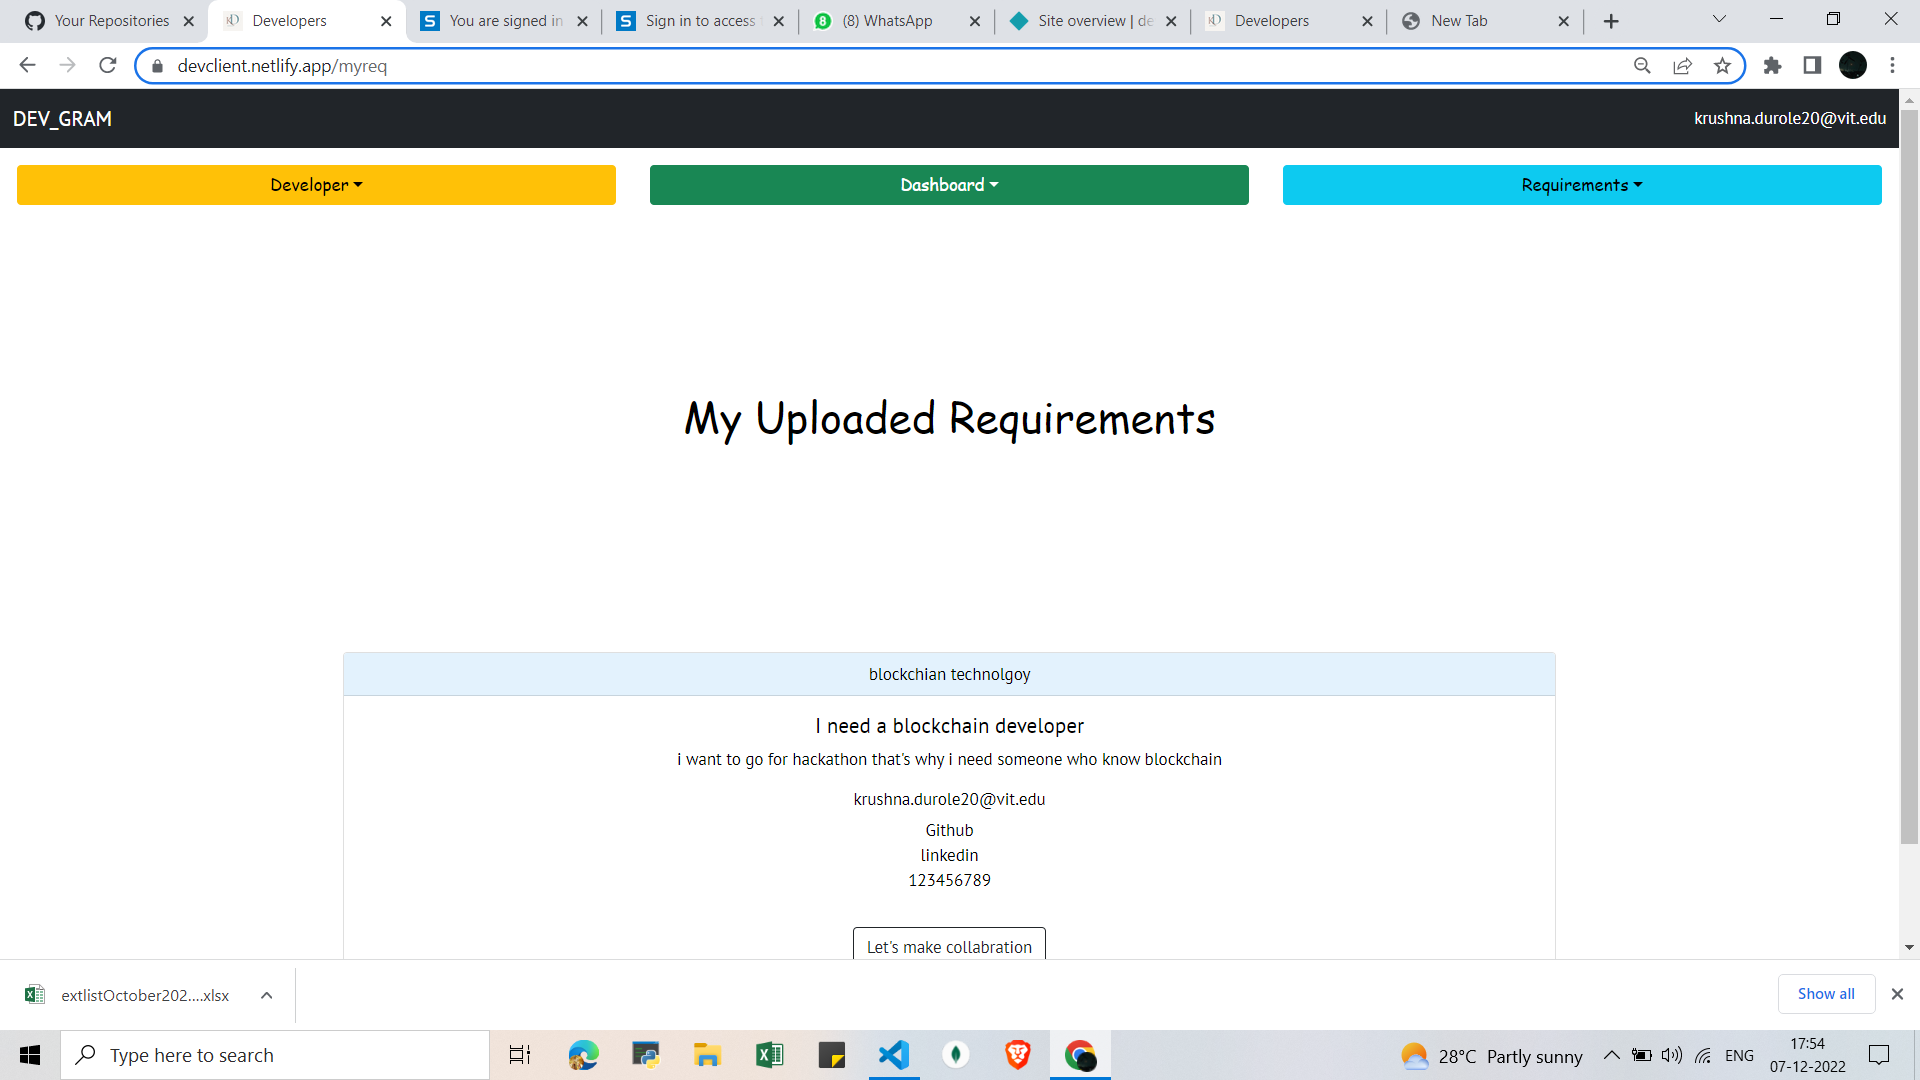 Your Repositories
Developers
You are signed in
Sign in to access
(8) WhatsApp
Site overview | de
Developers
New Tab
devclient.netlify.app/myreq
DEV_GRAM
krushna.durole20@vit.edu
Developer
Dashboard
Requirements
My Uploaded Requirements
blockchian technolgoy
I need a blockchain developer
i want to go for hackathon that's why i need someone who know blockchain
krushna.durole20@vit.edu
Github
linkedin
123456789
Let's make collabration
extlistOctober202....xlsx
Show all
Type here to search
28°C Partly sunny
ENG
17:54
07-12-2022